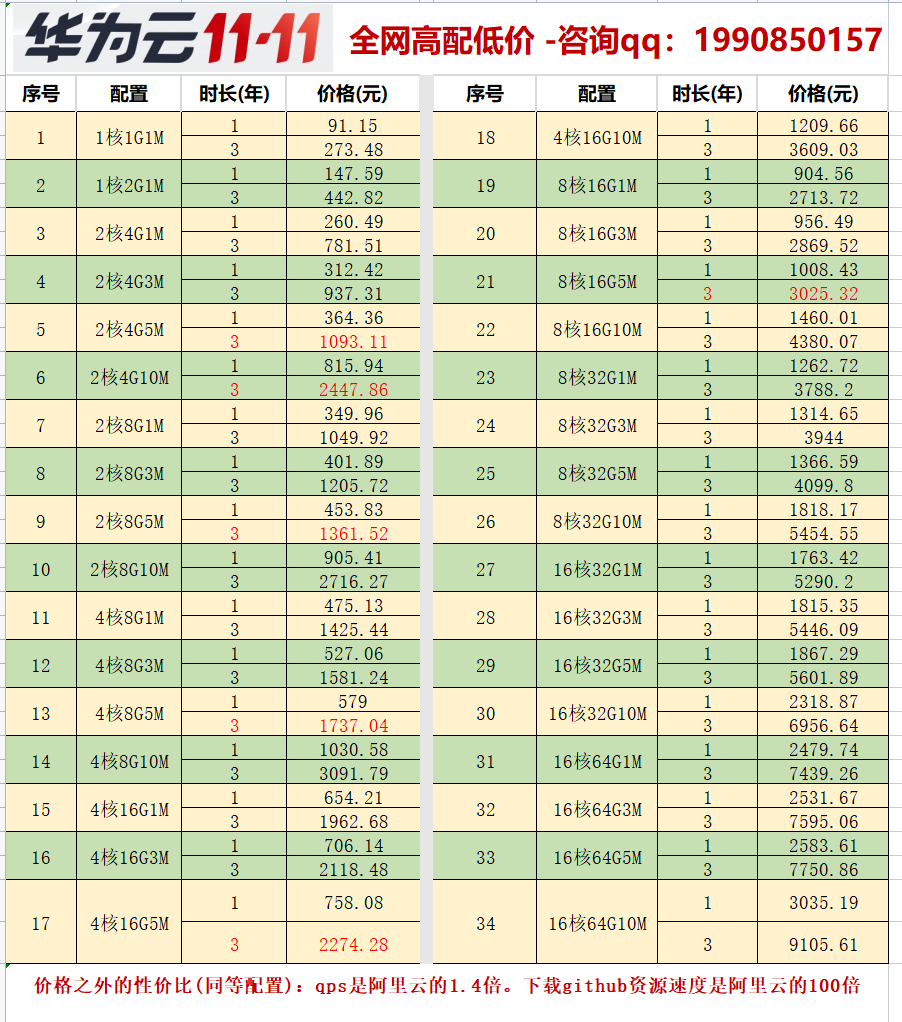 华为云11·11
全网高配低价 -咨询qq：1990850157
序号 配置 时长(年) 价格(元)
1 1核1G1M 1 91.15
3 273.48
2 1核2G1M 1 147.59
3 442.82
3 2核4G1M 1 260.49
3 781.51
4 2核4G3M 1 312.42
3 937.31
5 2核4G5M 1 364.36
3 1093.11
6 2核4G10M 1 815.94
3 2447.86
7 2核8G1M 1 349.96
3 1049.92
8 2核8G3M 1 401.89
3 1205.72
9 2核8G5M 1 453.83
3 1361.52
10 2核8G10M 1 905.41
3 2716.27
11 4核8G1M 1 475.13
3 1425.44
12 4核8G3M 1 527.06
3 1581.24
13 4核8G5M 1 579
3 1737.04
14 4核8G10M 1 1030.58
3 3091.79
15 4核16G1M 1 654.21
3 1962.68
16 4核16G3M 1 706.14
3 2118.48
17 4核16G5M 1 758.08
3 2274.28
序号 配置 时长(年) 价格(元)
18 4核16G10M 1 1209.66
3 3609.03
19 8核16G1M 1 904.56
3 2713.72
20 8核16G3M 1 956.49
3 2869.52
21 8核16G5M 1 1008.43
3 3025.32
22 8核16G10M 1 1460.01
3 4380.07
23 8核32G1M 1 1262.72
3 3788.2
24 8核32G3M 1 1314.65
3 3944
25 8核32G5M 1 1366.59
3 4099.8
26 8核32G10M 1 1818.17
3 5454.55
27 16核32G1M 1 1763.42
3 5290.2
28 16核32G3M 1 1815.35
3 5446.09
29 16核32G5M 1 1867.29
3 5601.89
30 16核32G10M 1 2318.87
3 6956.64
31 16核64G1M 1 2479.74
3 7439.26
32 16核64G3M 1 2531.67
3 7595.06
33 16核64G5M 1 2583.61
3 7750.86
34 16核64G10M 1 3035.19
3 9105.61
价格之外的性价比(同等配置)：qps是阿里云的1.4倍。下载github资源速度是阿里云的100倍